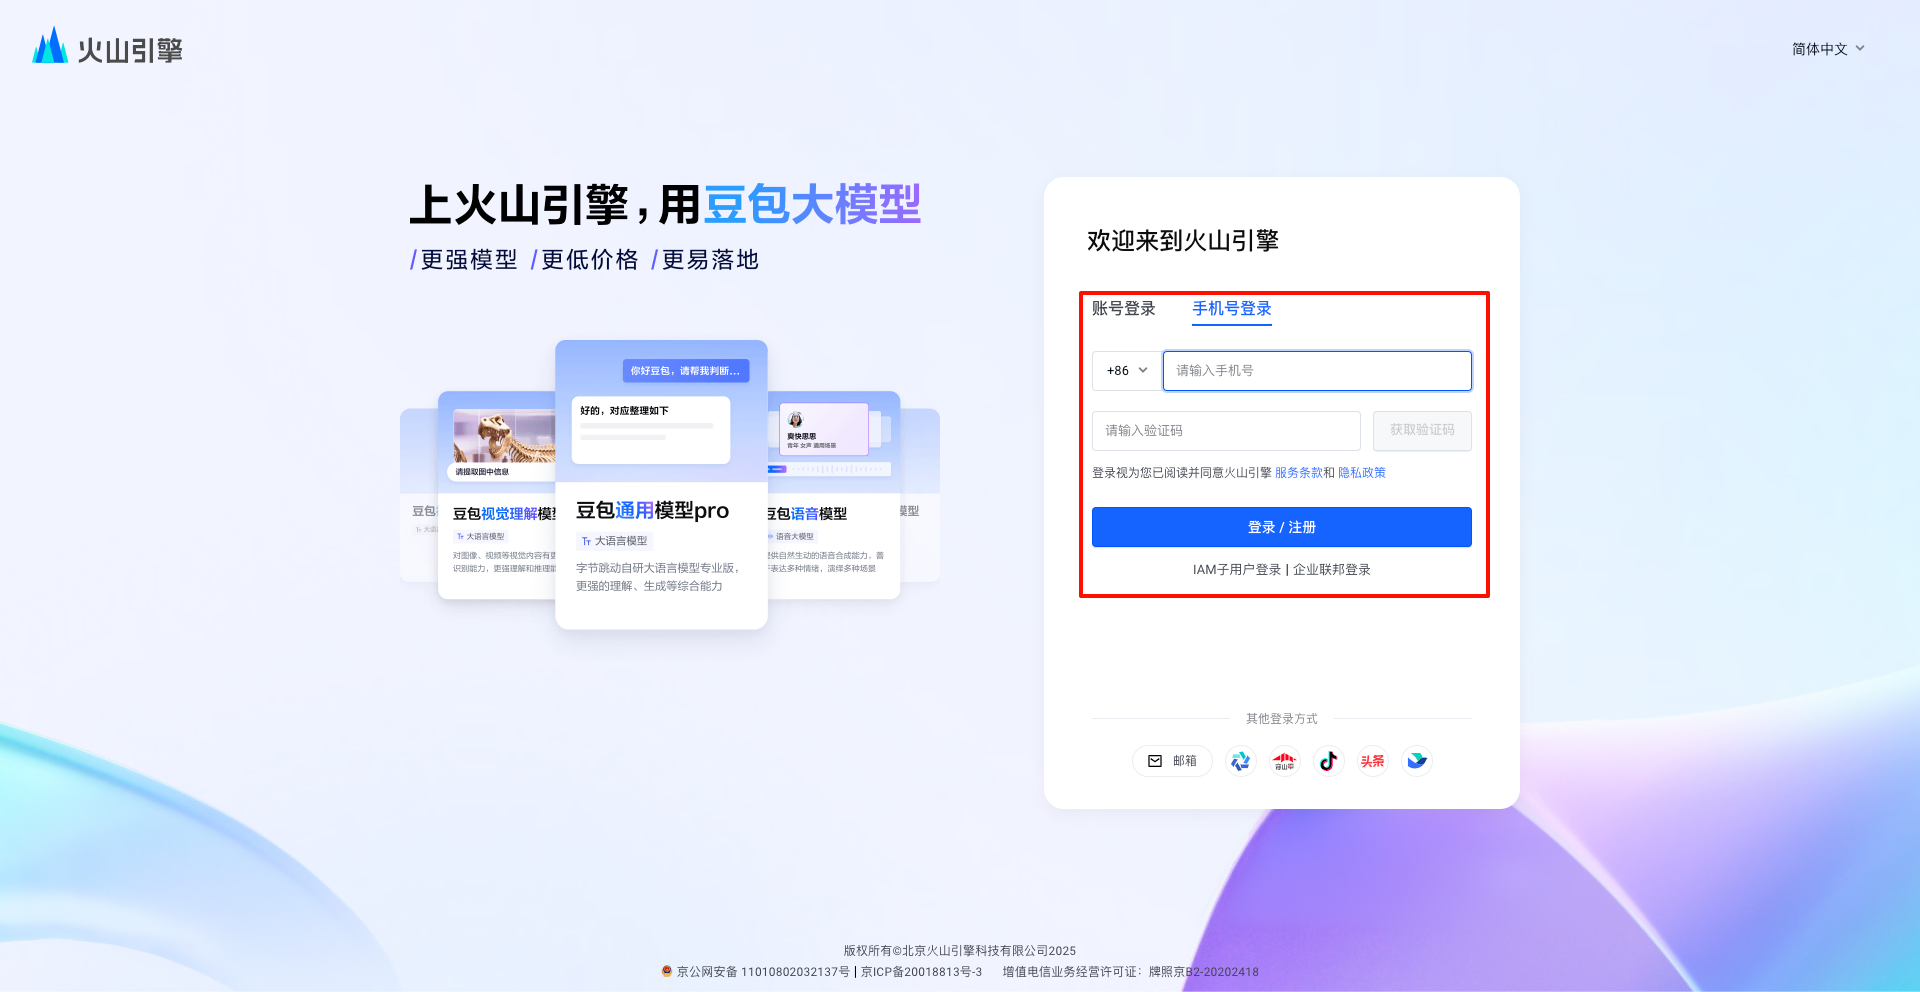 火山引擎
简体中文
上火山引擎，用豆包大模型
/更强模型 /更低价格 /更易落地
你好豆包，请帮我判断...
好的，对应整理如下
请提取图中信息
爽快思思
青年 女声 通用场景
豆包
豆包视觉理解模型
Tт 大语言模型
对图像、视频等视觉内容有更
识别能力，更强理解和推理能
豆包通用模型pro
Tт 大语言模型
字节跳动自研大语言模型专业版，
更强的理解、生成等综合能力
豆包语音模型
语音大模型
提供自然生动的语音合成能力，善
于表达多种情绪，演绎多种场景
模型
欢迎来到火山引擎
账号登录 手机号登录
+86 请输入手机号
请输入验证码 获取验证码
登录视为您已阅读并同意火山引擎 服务条款和 隐私政策
登录 / 注册
IAM子用户登录 | 企业联邦登录
其他登录方式
邮箱 头条
版权所有©北京火山引擎科技有限公司2025
京公网安备 11010802032137号 | 京ICP备20018813号-3 增值电信业务经营许可证：牌照京B2-20202418